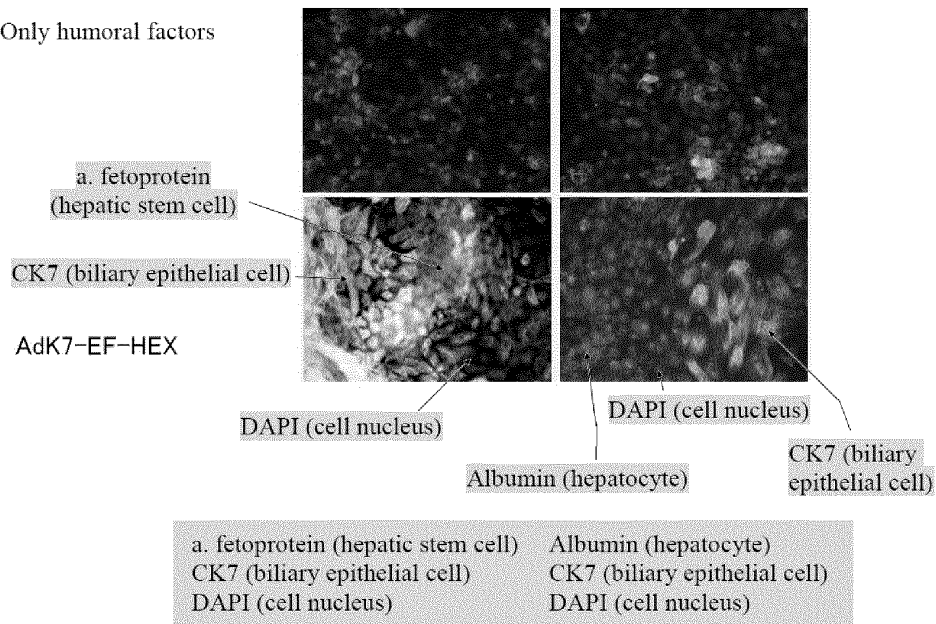 Only humoral factors
a. fetoprotein
(hepatic stem cell)
CK7 (biliary epithelial cell)
AdK7-EF-HEX
DAPI (cell nucleus)
DAPI (cell nucleus)
Albumin (hepatocyte)
CK7 (biliary
epithelial cell)
a. fetoprotein (hepatic stem cell)
CK7 (biliary epithelial cell)
DAPI (cell nucleus)
Albumin (hepatocyte)
CK7 (biliary epithelial cell)
DAPI (cell nucleus)